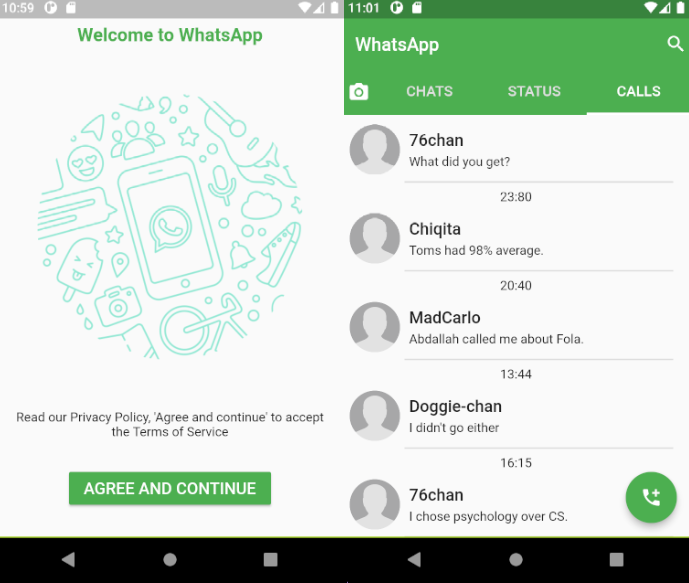 10:59
Welcome to WhatsApp
Read our Privacy Policy, 'Agree and continue' to accept
the Terms of Service
AGREE AND CONTINUE
11:01
WhatsApp
CHATS STATUS CALLS
76chan
What did you get?
23:80
Chiqita
Toms had 98% average.
20:40
MadCarlo
Abdallah called me about Fola.
13:44
Doggie-chan
I didn't go either
16:15
76chan
I chose psychology over CS.